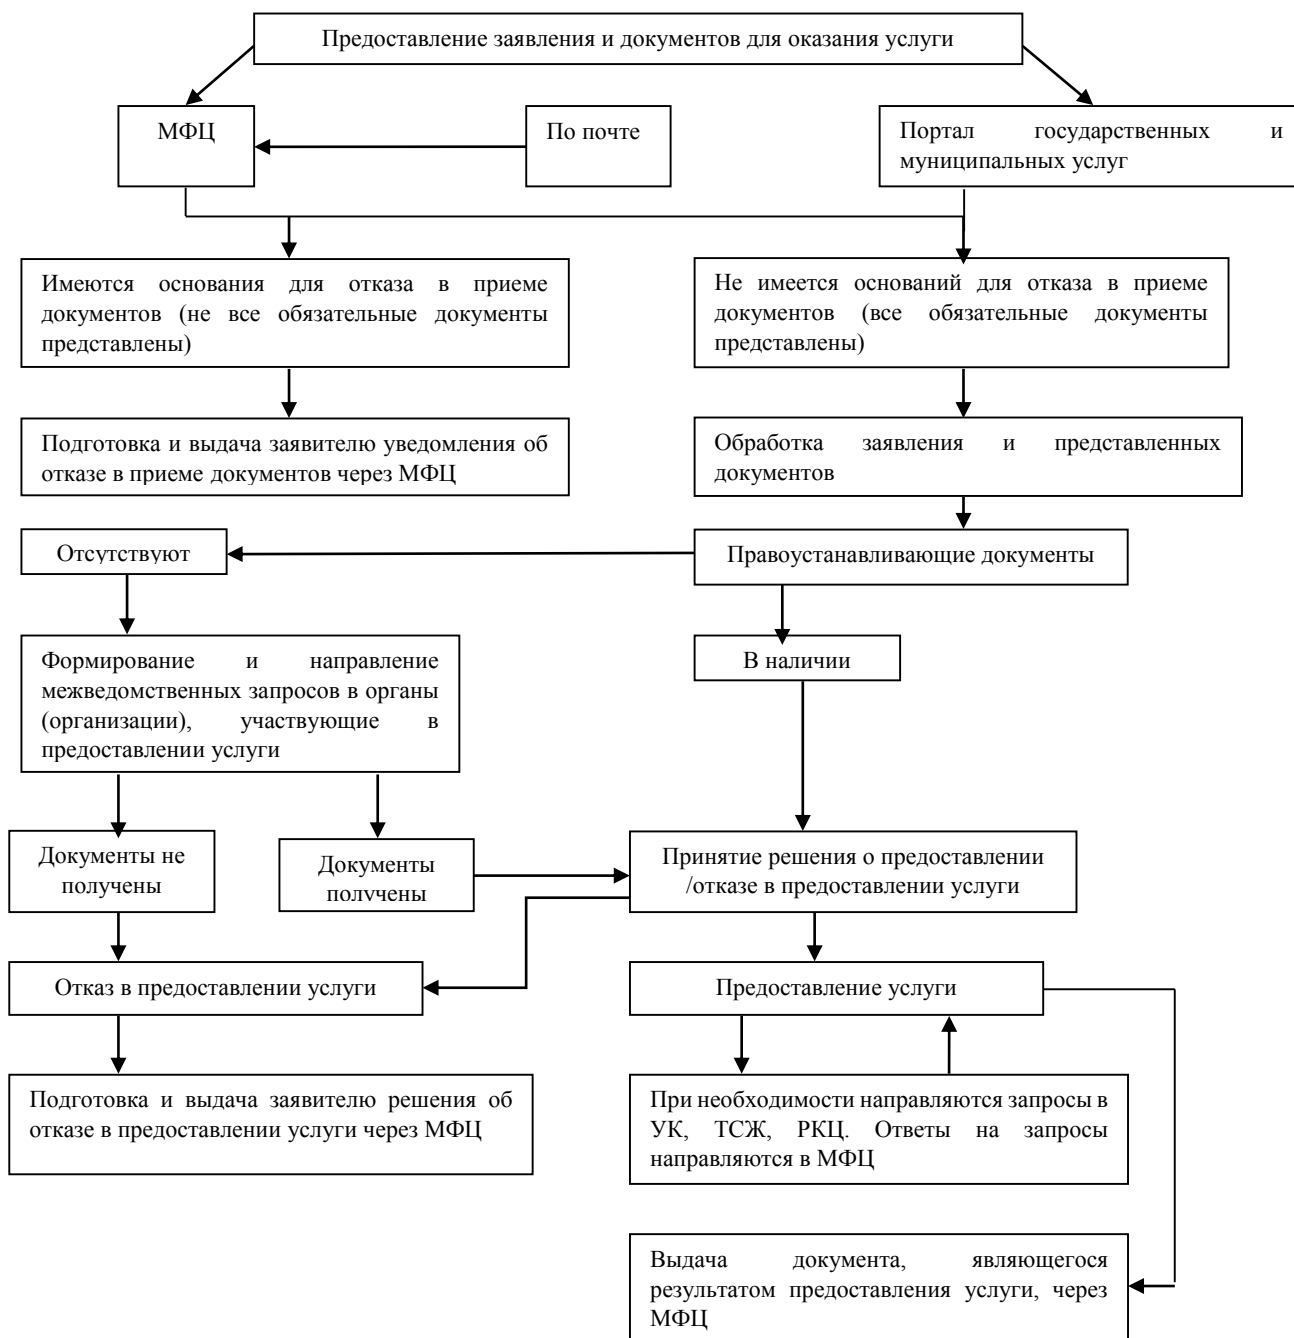 Предоставление заявления и документов для оказания услуги
МФЦ
По почте
Портал государственных и
муниципальных услуг
Имеются основания для отказа в приеме
документов (не все обязательные документы
представлены)
Не имеется оснований для отказа в приеме
документов (все обязательные документы
представлены)
Подготовка и выдача заявителю уведомления об
отказе в приеме документов через МФЦ
Обработка заявления и представленных
документов
Отсутствуют
Правоустанавливающие документы
Формирование и направление
межведомственных запросов в органы
(организации), участвующие в
предоставлении услуги
В наличии
Документы не
получены
Документы
получены
Принятие решения о предоставлении
/отказе в предоставлении услуги
Отказ в предоставлении услуги
Предоставление услуги
Подготовка и выдача заявителю решения об
отказе в предоставлении услуги через МФЦ
При необходимости направляются запросы в
УК, ТСЖ, РКЦ. Ответы на запросы
направляются в МФЦ
Выдача документа, являющегося
результатом предоставления услуги, через
МФЦ